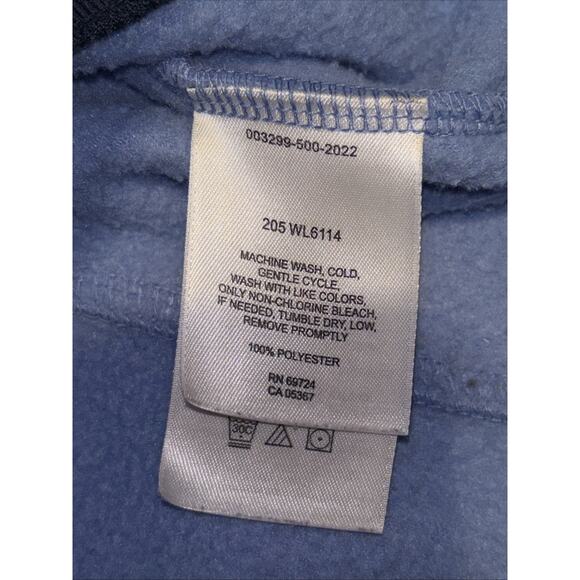 003299-500-2022
205 WL6114
MACHINE WASH, COLD,
GENTLE CYCLE,
WASH WITH LIKE COLORS,
ONLY NON-CHLORINE BLEACH,
IF NEEDED, TUMBLE DRY, LOW,
REMOVE PROMPTLY
100% POLYESTER
RN 69724
CA 05367
30C